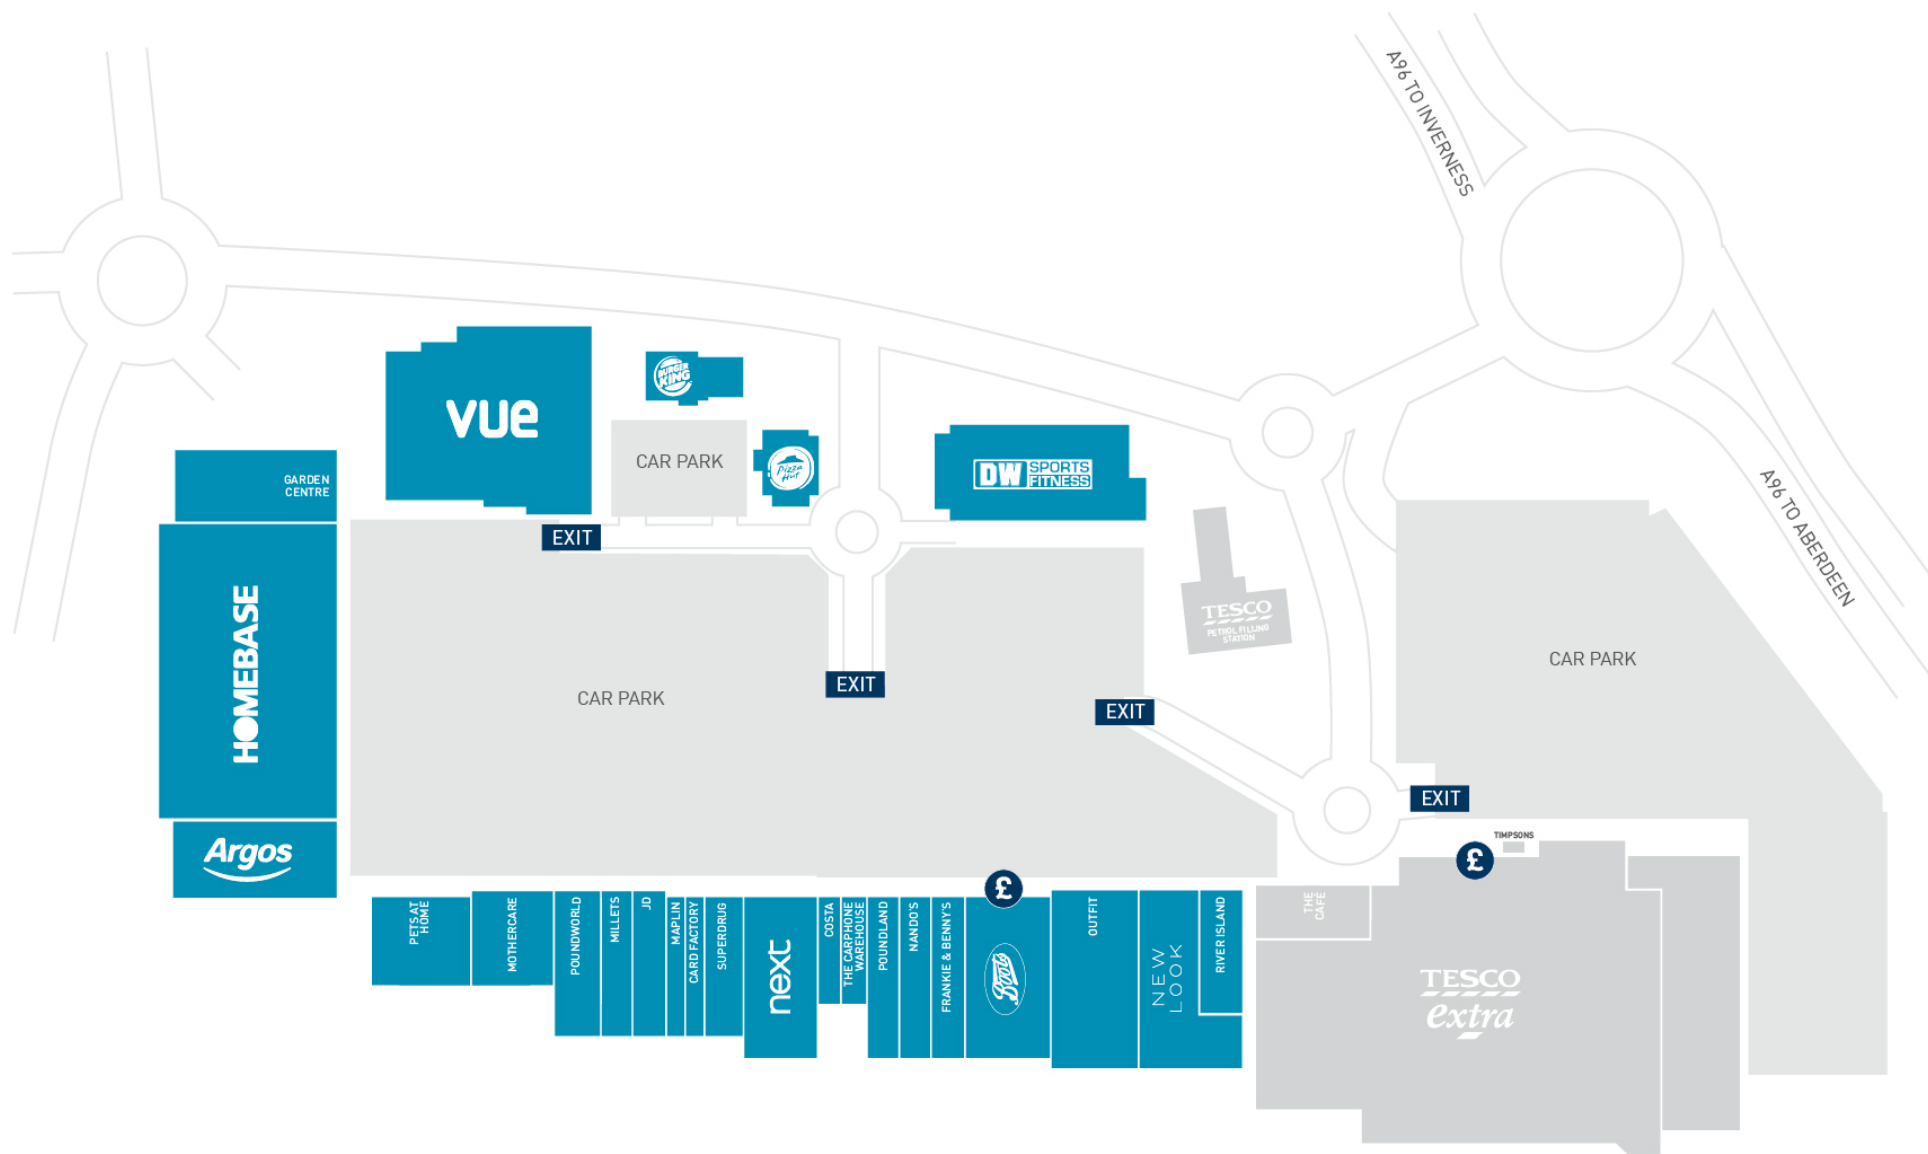 A96 TO INVERNESS
A96 TO ABERDEEN
vue
BURGER
KING
CAR PARK
Pizza
Hut
DW SPORTS
FITNESS
GARDEN
CENTRE
HOMEBASE
Argos
EXIT
EXIT
EXIT
EXIT
CAR PARK
CAR PARK
TESCO
PETROL FILLING
STATION
TIMPSONS
£
£
PETS AT
HOME
MOTHERCARE
POUNDWORLD
MILLETS
JD
MAPLIN
CARD FACTORY
SUPERDRUG
next
COSTA
THE CARPHONE
WAREHOUSE
POUNDLAND
NANDO'S
FRANKIE & BENNY'S
Boots
OUTFIT
NEW
LOOK
RIVER ISLAND
THE
CAFE
TESCO
extra